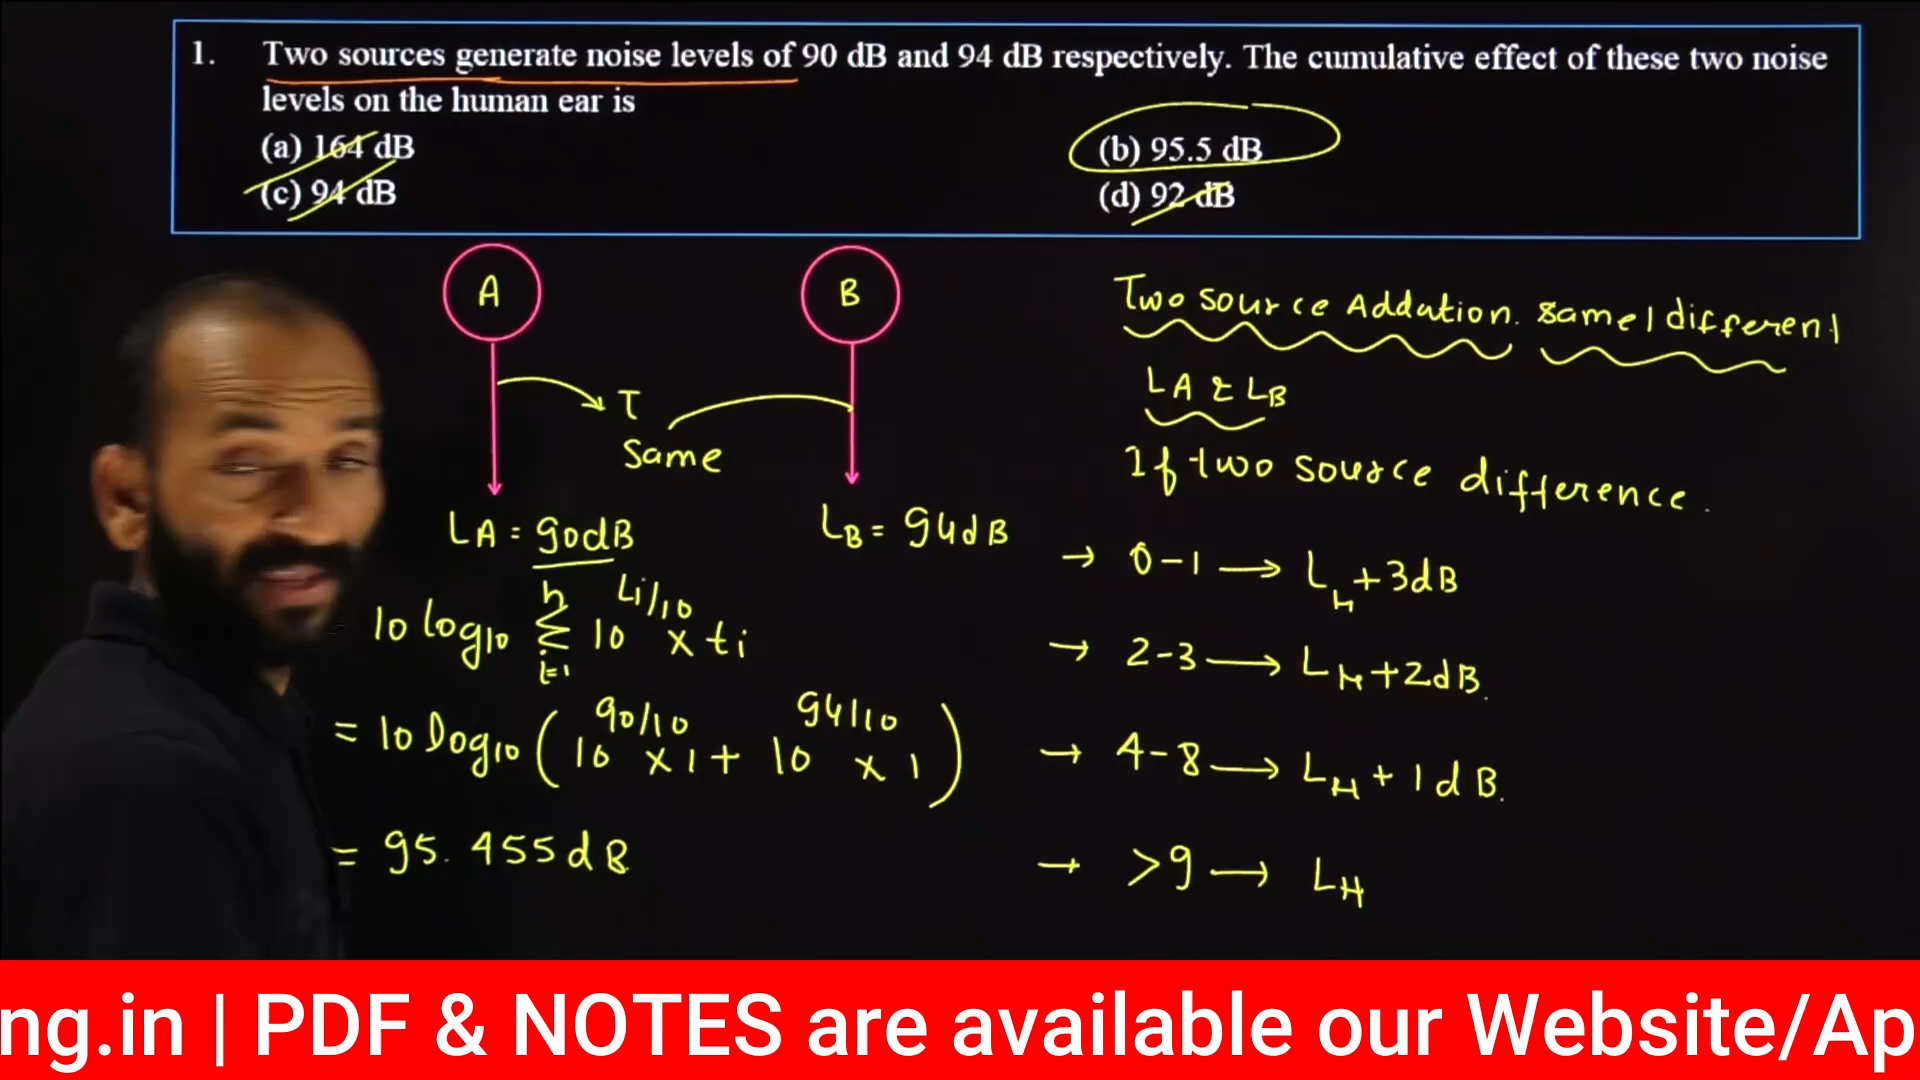 1. Two sources generate noise levels of 90 dB and 94 dB respectively. The cumulative effect of these two noise
levels on the human ear is
(a) 164 dB
(b) 95.5 dB
(c) 94 dB
(d) 92 dB
A
B
T
Same
LA = 90dB
LB = 94dB
10 log10 n Σ i=1 10 Li/10 x ti
= 10 log10 ( 10 90/10 x 1 + 10 94/10 x 1 )
= 95.455dB
Two source Addution. same | different
LA & LB
If two source difference.
→ 0-1 → LH +3dB
→ 2-3 → LH +2dB.
→ 4-8 → LH + 1dB.
→ >9 → LH
ng.in | PDF & NOTES are available our Website/Ap